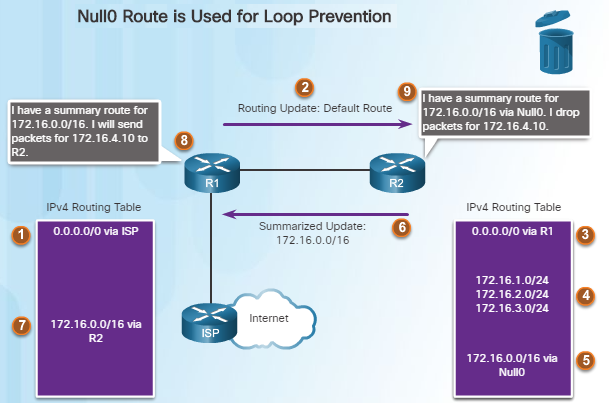 Null0 Route is Used for Loop Prevention
2
9
Routing Update: Default Route
I have a summary route for
172.16.0.0/16. I will send
packets for 172.16.4.10 to
R2.
I have a summary route for
172.16.0.0/16 via Null0. I drop
packets for 172.16.4.10.
8
R1
R2
IPv4 Routing Table
IPv4 Routing Table
1
0.0.0.0/0 via ISP
Summarized Update:
172.16.0.0/16
6
0.0.0.0/0 via R1
3
172.16.1.0/24
172.16.2.0/24
172.16.3.0/24
4
7
172.16.0.0/16 via
R2
ISP
Internet
172.16.0.0/16 via
Null0
5